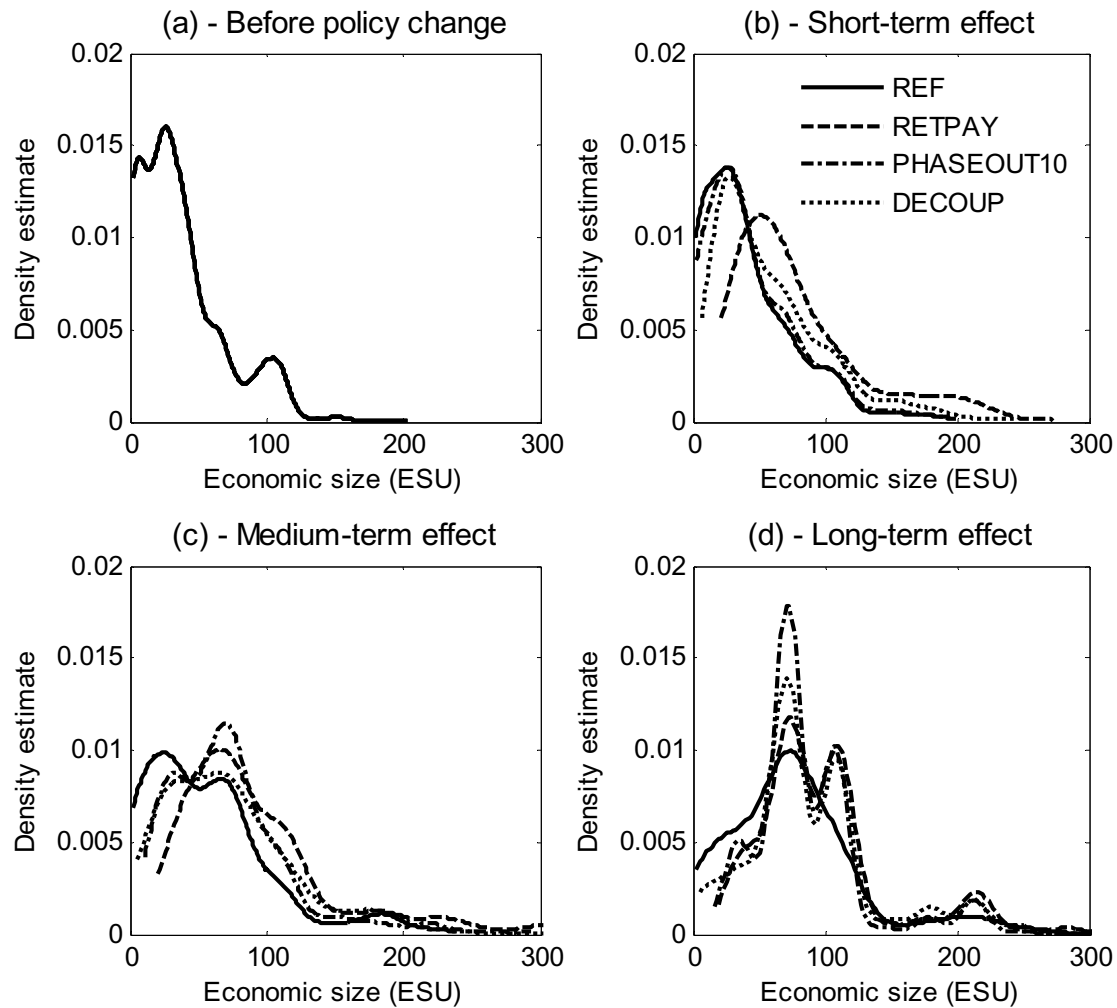 (a) - Before policy change
0.02
0.015
0.01
0.005
0
Density estimate
0 100 200 300
Economic size (ESU)
(b) - Short-term effect
0.02
0.015
0.01
0.005
0
Density estimate
REF
RETPAY
PHASEOUT10
DECOUP
0 100 200 300
Economic size (ESU)
(c) - Medium-term effect
0.02
0.015
0.01
0.005
0
Density estimate
0 100 200 300
Economic size (ESU)
(d) - Long-term effect
0.02
0.015
0.01
0.005
0
Density estimate
0 100 200 300
Economic size (ESU)